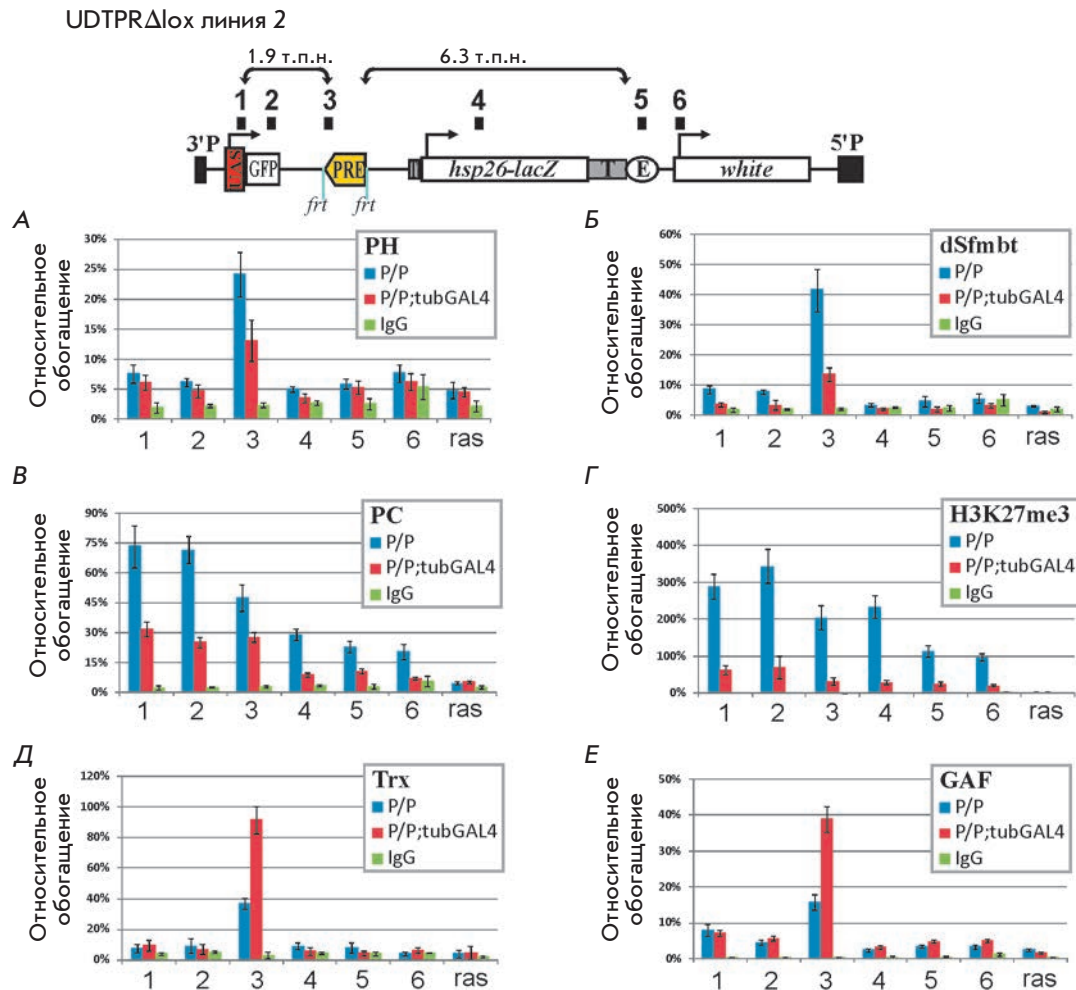 UDTPRΔlox линия 2
1.9 т.п.н. 6.3 т.п.н.
1 2 3 4 5 6
3'P 5'P
UAS GFP PRE hsp26-lacZ T E white
frt frt
А
PH
P/P
P/P;tubGAL4
IgG
Относительное
обогащение
30%
25%
20%
15%
10%
5%
0%
1 2 3 4 5 6 ras
Б
dSfmbt
P/P
P/P;tubGAL4
IgG
Относительное
обогащение
60%
50%
40%
30%
20%
10%
0%
1 2 3 4 5 6 ras
В
PC
P/P
P/P;tubGAL4
IgG
Относительное
обогащение
90%
75%
60%
45%
30%
15%
0%
1 2 3 4 5 6 ras
Г
H3K27me3
P/P
P/P;tubGAL4
IgG
Относительное
обогащение
500%
400%
300%
200%
100%
0%
1 2 3 4 5 6 ras
Д
Trx
P/P
P/P;tubGAL4
IgG
Относительное
обогащение
120%
100%
80%
60%
40%
20%
0%
1 2 3 4 5 6 ras
Е
GAF
P/P
P/P;tubGAL4
IgG
Относительное
обогащение
50%
40%
30%
20%
10%
0%
1 2 3 4 5 6 ras